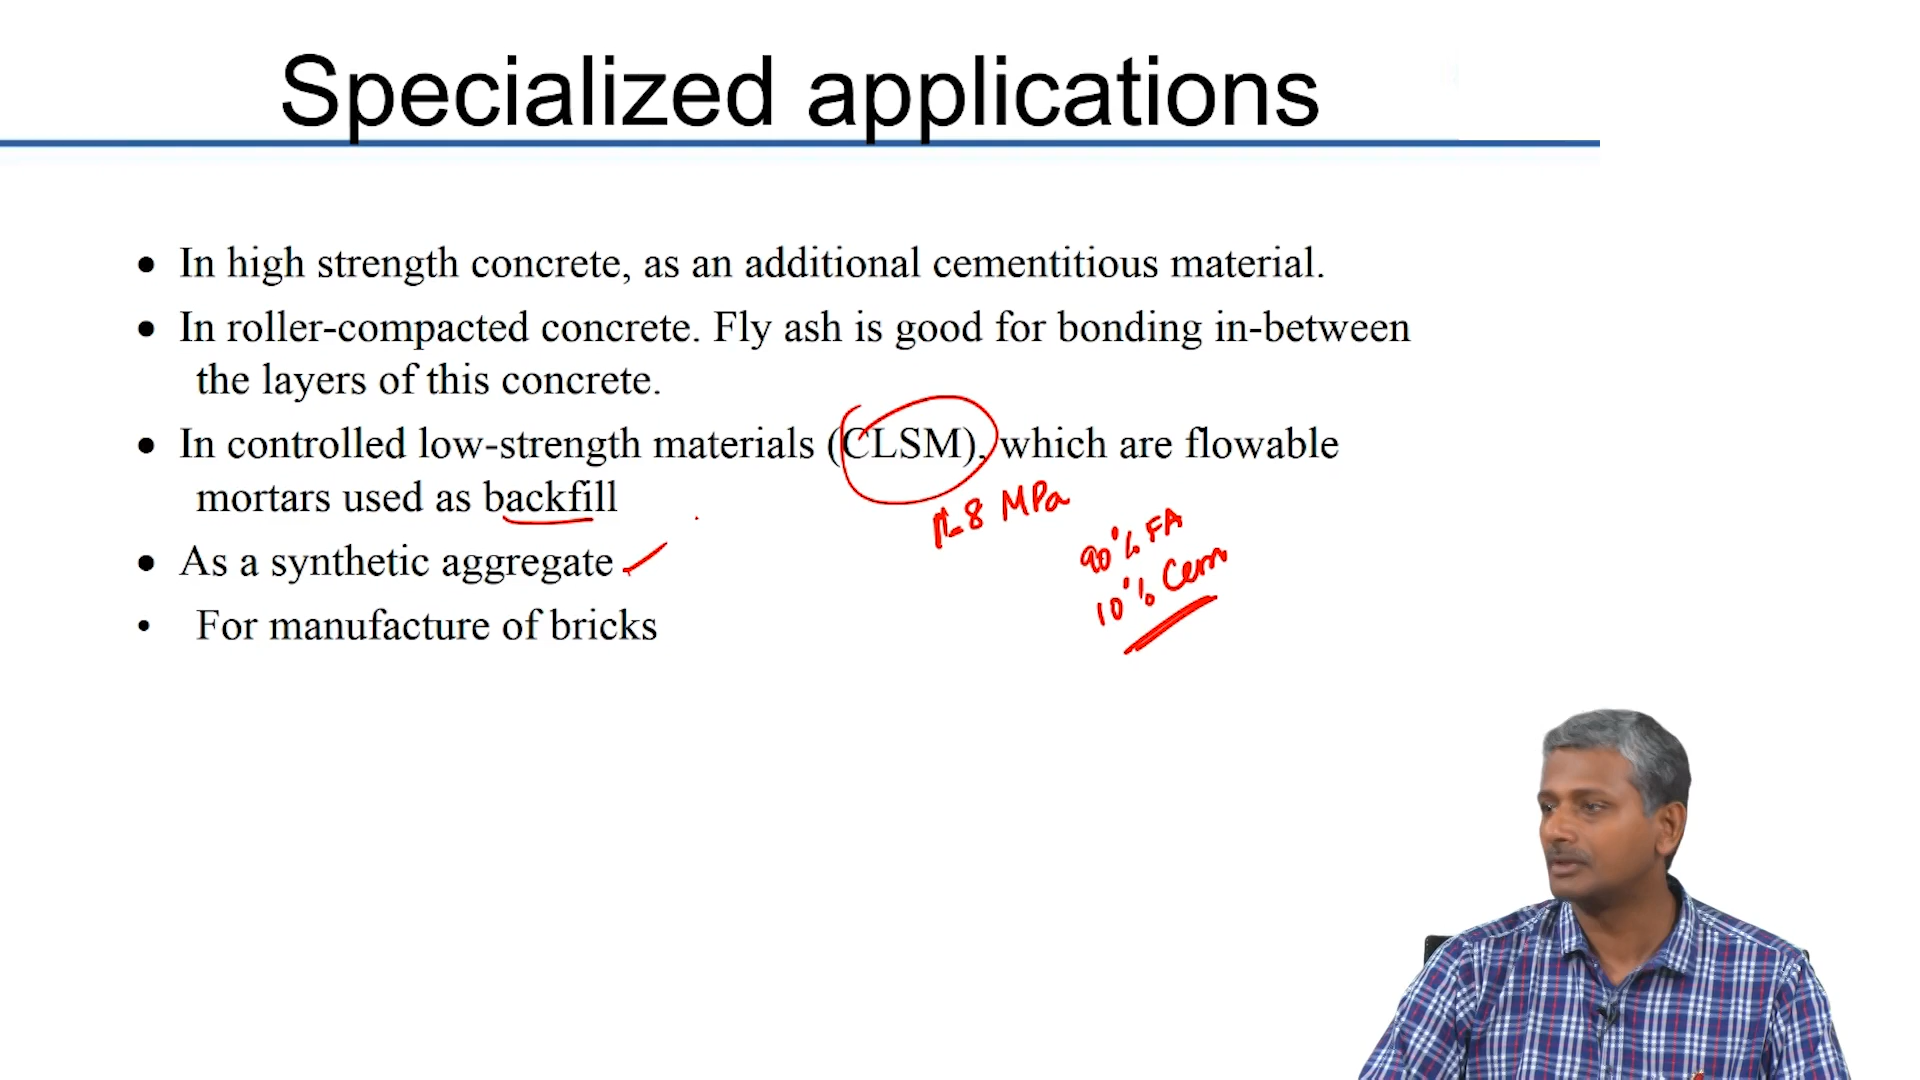 Specialized applications
• In high strength concrete, as an additional cementitious material.
• In roller-compacted concrete. Fly ash is good for bonding in-between
the layers of this concrete.
• In controlled low-strength materials (CLSM), which are flowable
mortars used as backfill
8 MPa
90% FA
10% Cem
• As a synthetic aggregate
• For manufacture of bricks